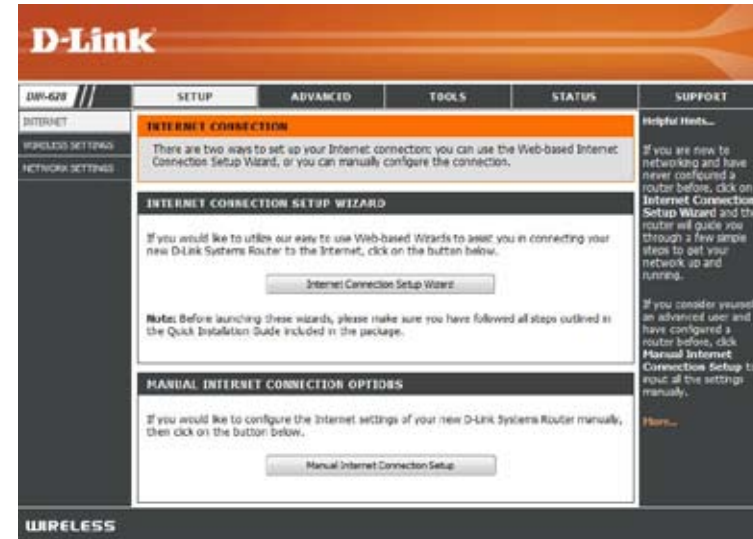 D-Link
DIR-628
SETUP
ADVANCED
TOOLS
STATUS
SUPPORT
INTERNET
WIRELESS SETTINGS
NETWORK SETTINGS
INTERNET CONNECTION
There are two ways to set up your Internet connection: you can use the Web-based Internet
Connection Setup Wizard, or you can manually configure the connection.
INTERNET CONNECTION SETUP WIZARD
If you would like to utilize our easy to use Web-based Wizards to assist you in connecting your
new D-Link Systems Router to the Internet, click on the button below.
Internet Connection Setup Wizard
Note: Before launching these wizards, please make sure you have followed all steps outlined in
the Quick Installation Guide included in the package.
MANUAL INTERNET CONNECTION OPTIONS
If you would like to configure the Internet settings of your new D-Link Systems Router manually,
then click on the button below.
Manual Internet Connection Setup
Helpful Hints...
If you are new to
networking and have
never configured a
router before, click on
Internet Connection
Setup Wizard and the
router will guide you
through a few simple
steps to get your
network up and
running.
If you consider yourself
an advanced user and
have configured a
router before, click
Manual Internet
Connection Setup to
input all the settings
manually.
More...
WIRELESS